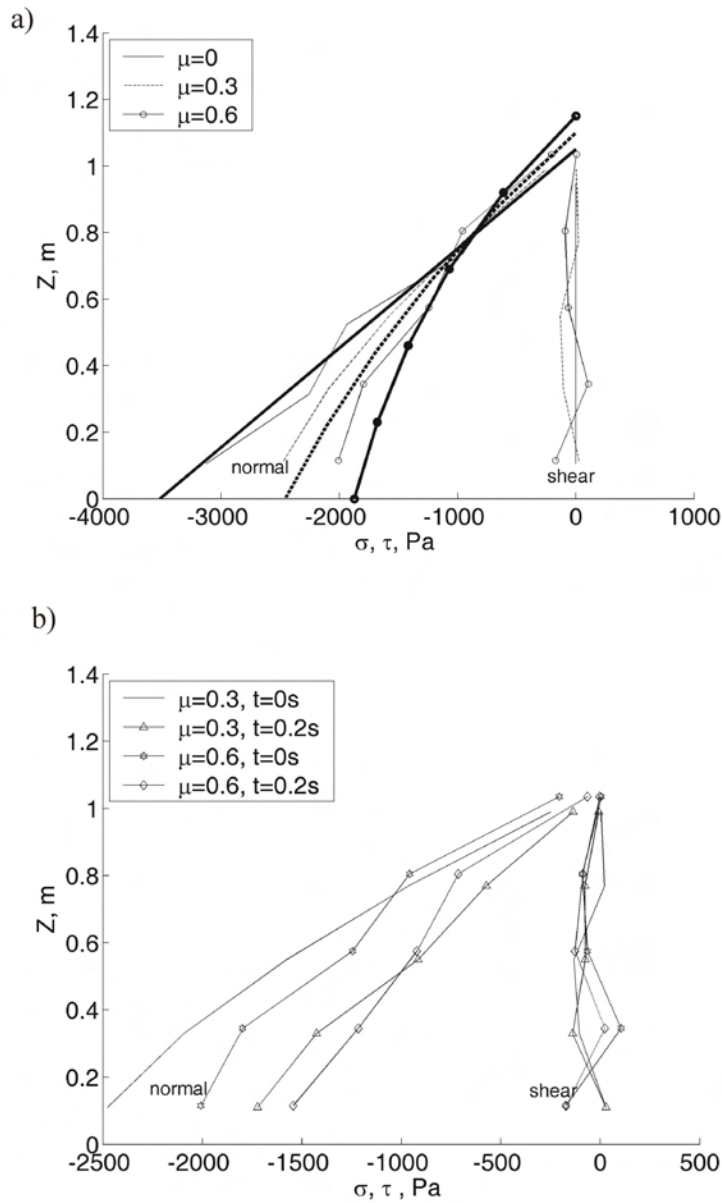 a)
μ=0
μ=0.3
μ=0.6
1.4
1.2
1
0.8
0.6
0.4
0.2
0
Z, m
normal
shear
-4000 -3000 -2000 -1000 0 1000
σ, τ, Pa
b)
μ=0.3, t=0s
μ=0.3, t=0.2s
μ=0.6, t=0s
μ=0.6, t=0.2s
1.4
1.2
1
0.8
0.6
0.4
0.2
0
Z, m
normal
shear
-2500 -2000 -1500 -1000 -500 0 500
σ, τ , Pa